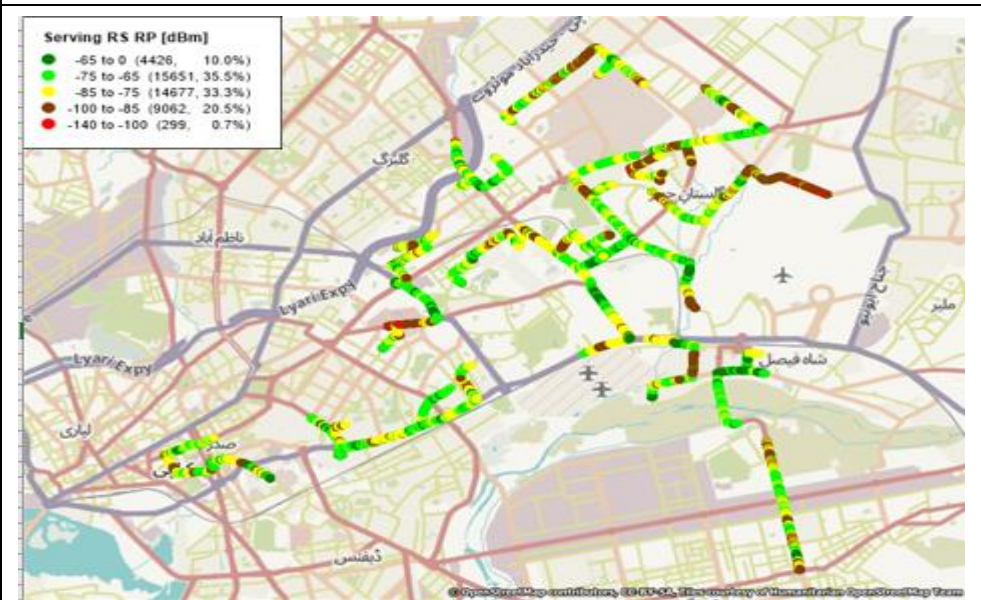 Serving RS RP [dBm]
-65 to 0 (4426, 10.0%)
-75 to -65 (15651, 35.5%)
-85 to -75 (14677, 33.3%)
-100 to -85 (9062, 20.5%)
-140 to -100 (299, 0.7%)
گلبرگ
ناظم آباد
Lyari Expy
ملیر
Lyari Expy
شاہ فیصل
لیاری
صدر
ڈیفنس
© OpenStreetMap contributors, CC-BY-SA, Tiles courtesy of Humanitarian OpenStreetMap Team